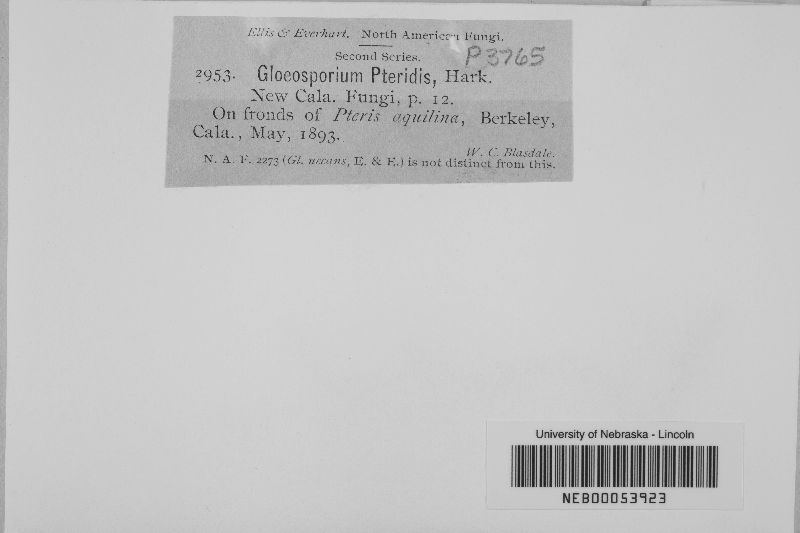 Ellis & Everhart. North American Fungi.
Second Series.
P3765
2953. Gloeosporium Pteridis, Hark.
New Cala. Fungi, p. 12.
On fronds of Pteris aquilina, Berkeley,
Cala., May, 1893.
W. C. Blasdale.
N. A. F. 2273 (Gl. necans, E. & E.) is not distinct from this.
University of Nebraska - Lincoln
NEB00053923